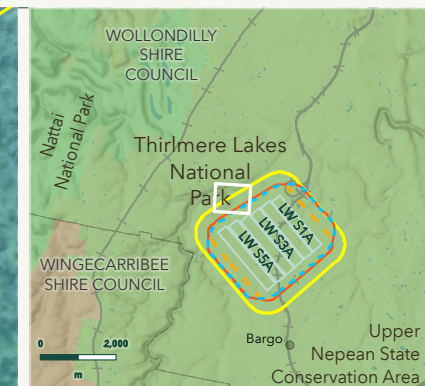 WOLLONDILLY
SHIRE
COUNCIL
Nattai
National Park
Thirlmere Lakes
National
Park
LW S1A
LW S3A
LW S5A
WINGECARRIBEE
SHIRE COUNCIL
0 2,000
m
Bargo
Upper
Nepean State
Conservation Area